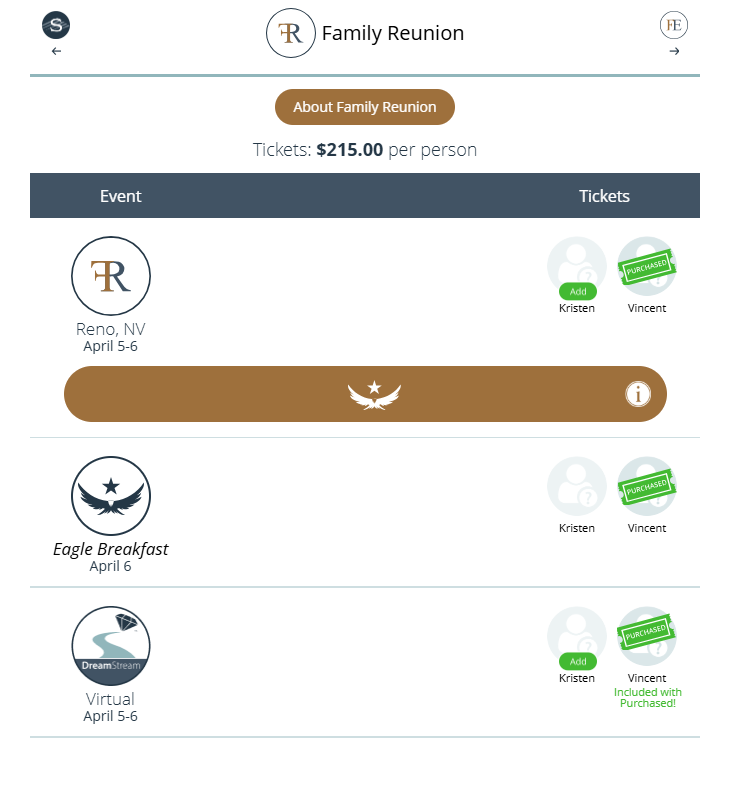 S
FR Family Reunion
FE
← →
About Family Reunion
Tickets: $215.00 per person
Event Tickets
FR
? PURCHASED
Add
Kristen Vincent
Reno, NV
April 5-6
i
? PURCHASED
Kristen Vincent
Eagle Breakfast
April 6
? PURCHASED
DreamStream
Add
Kristen Vincent
Included with
Purchased!
Virtual
April 5-6